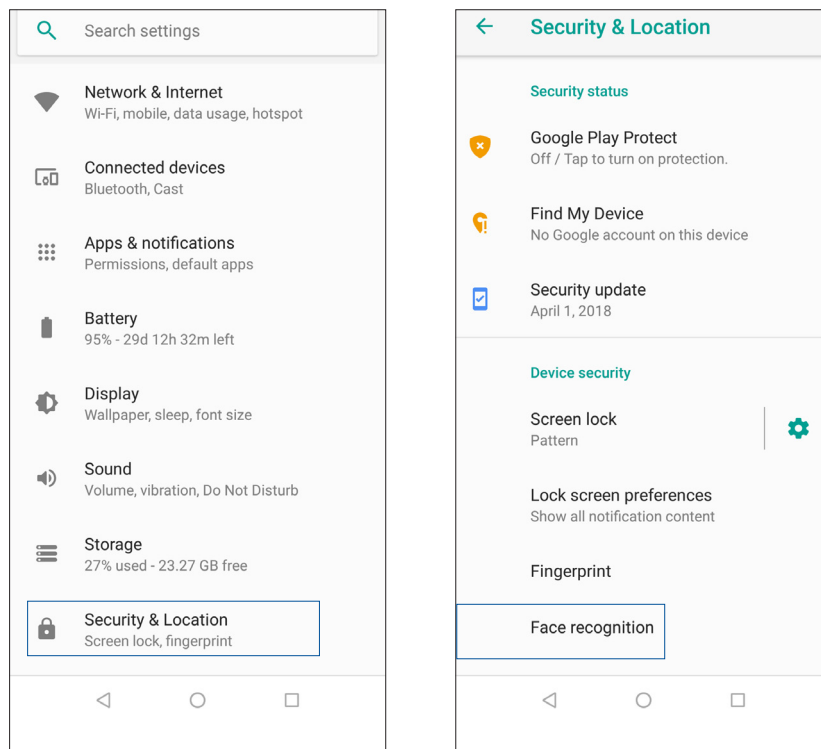 Search settings
Network & Internet
Wi-Fi, mobile, data usage, hotspot
Connected devices
Bluetooth, Cast
Apps & notifications
Permissions, default apps
Battery
95% - 29d 12h 32m left
Display
Wallpaper, sleep, font size
Sound
Volume, vibration, Do Not Disturb
Storage
27% used - 23.27 GB free
Security & Location
Screen lock, fingerprint
Security & Location
Security status
Google Play Protect
Off / Tap to turn on protection.
Find My Device
No Google account on this device
Security update
April 1, 2018
Device security
Screen lock
Pattern
Lock screen preferences
Show all notification content
Fingerprint
Face recognition